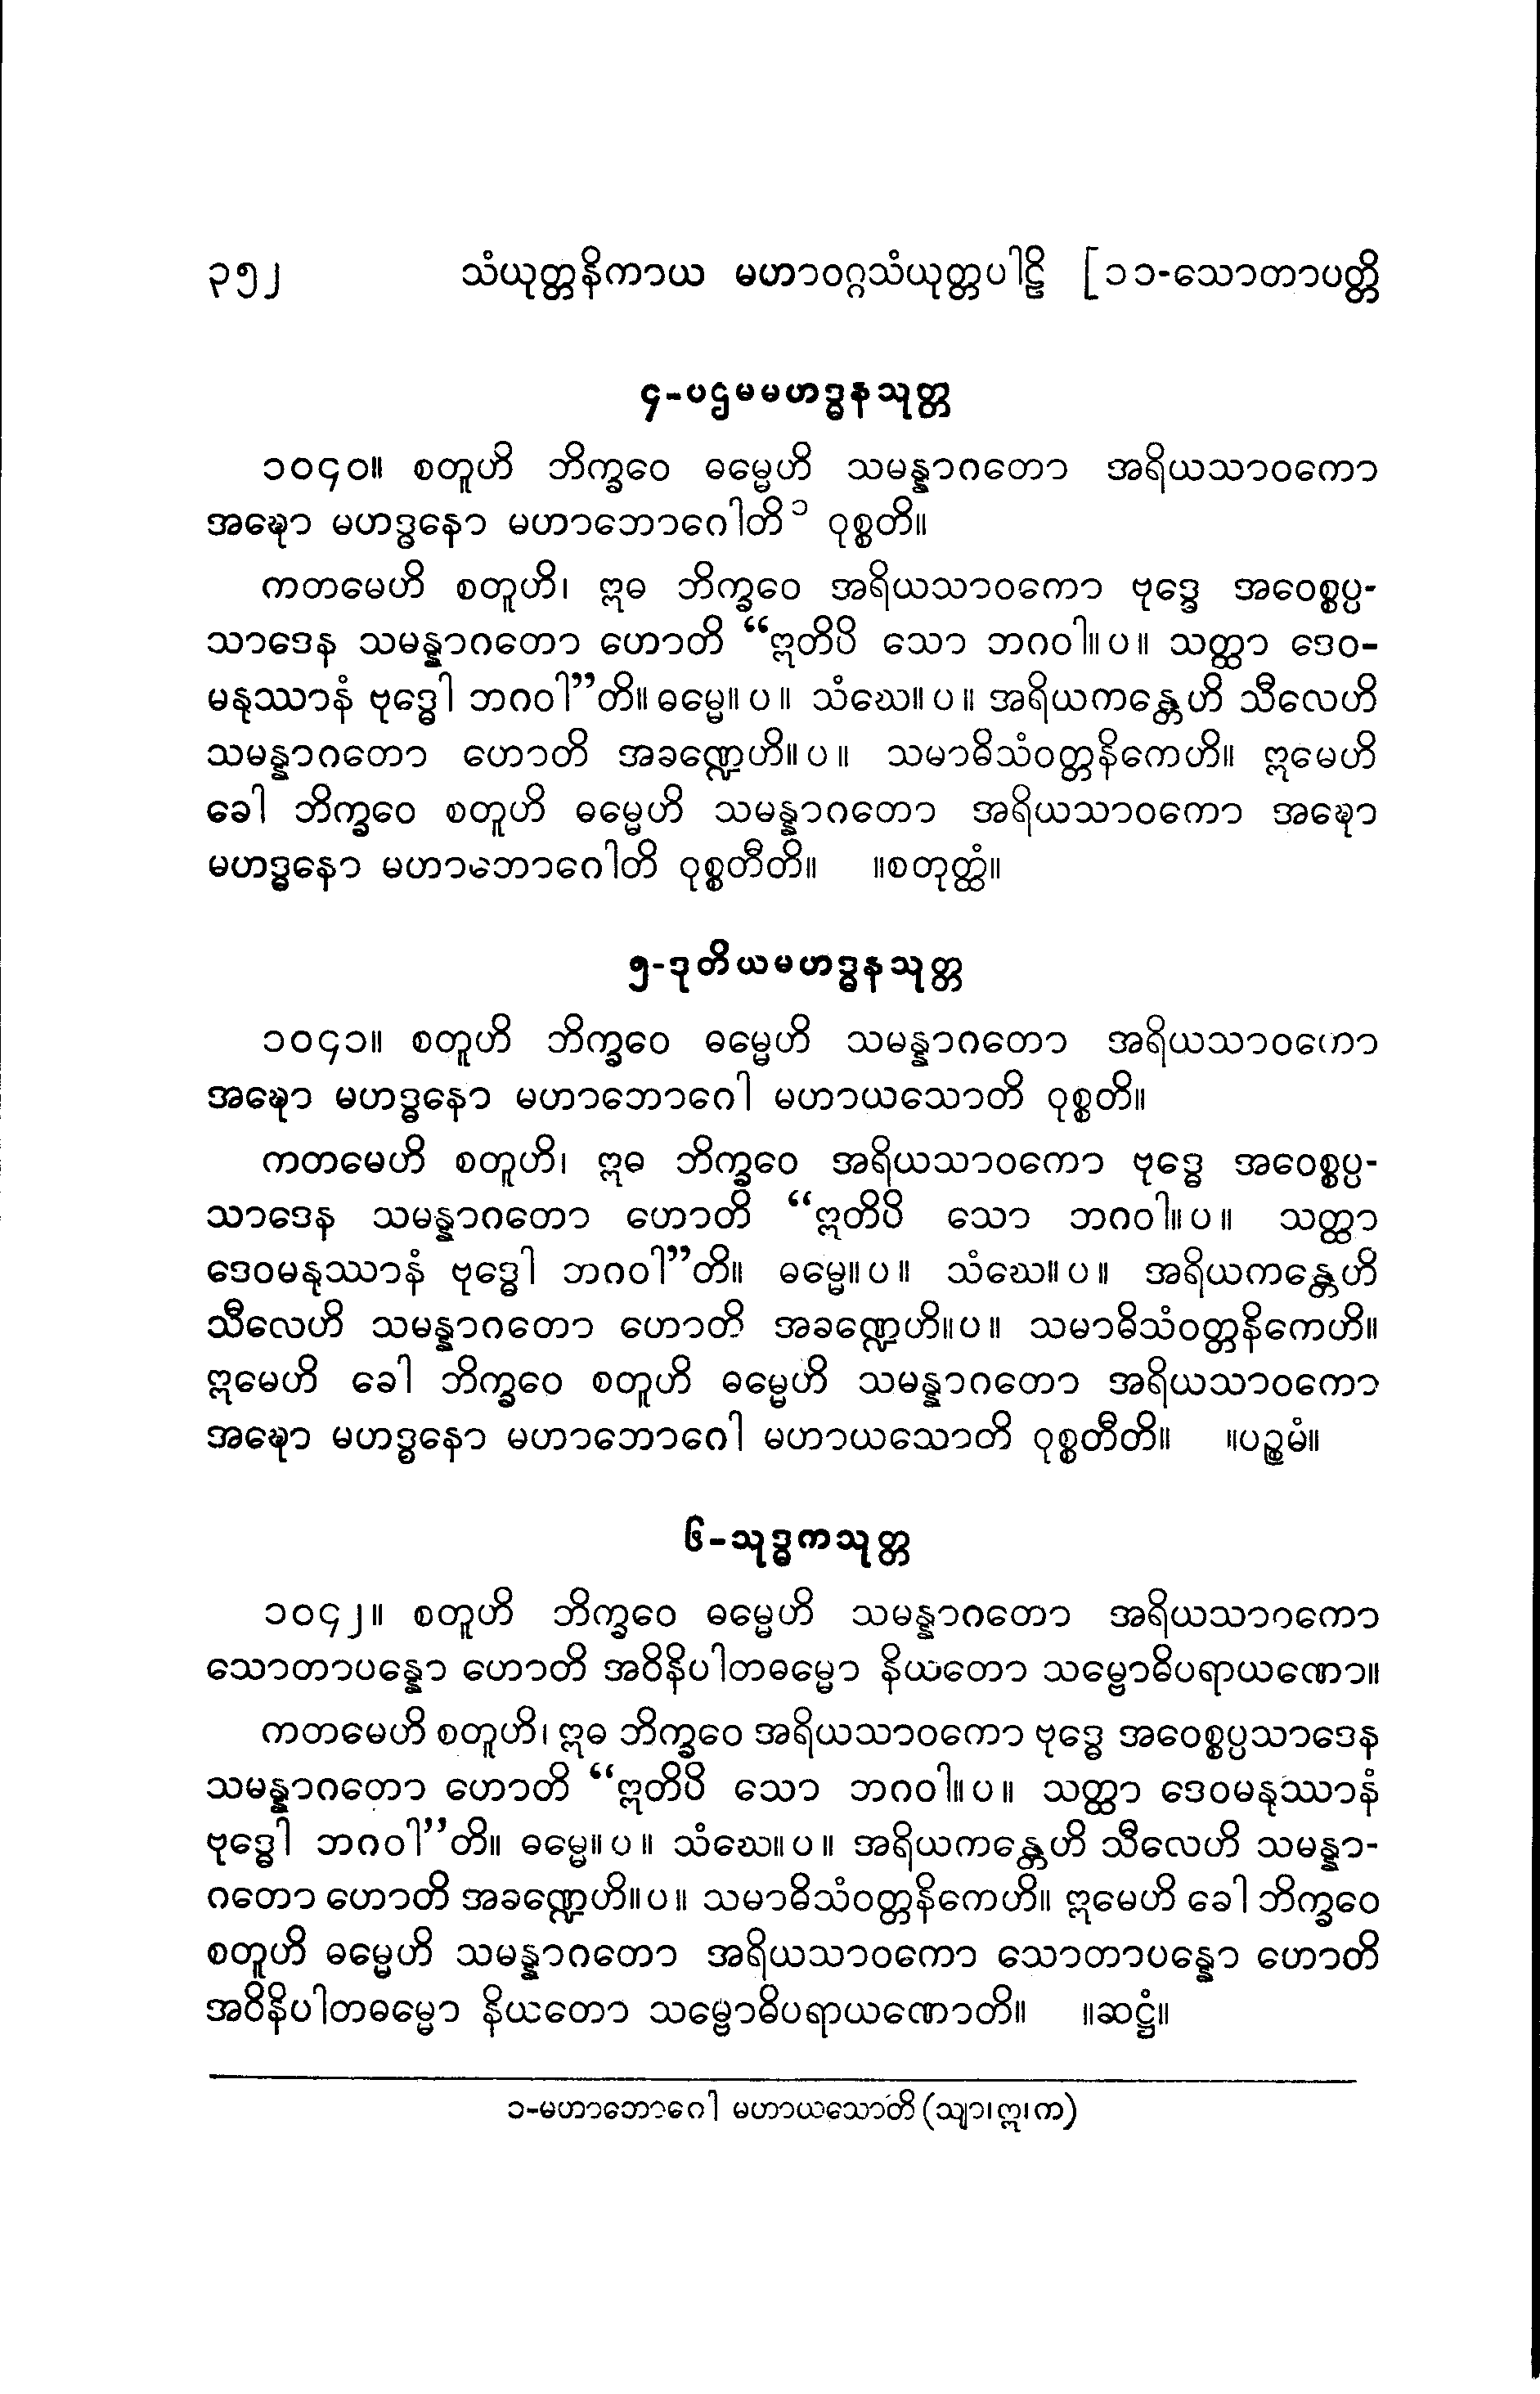 ၃၅၂ သံယုတ္တနိကာယ မဟာဝဂ္ဂသံယုတ္တပါဠိ [၁၁-သောတာပတ္တိ
၄-ပဌမမဟဒ္ဓနသုတ္တ
၁၀၄၀။ စတူဟိ ဘိက္ခဝေ ဓမ္မေဟိ သမန္နာဂတော အရိယသာဝကော
အဍ္ဎော မဟဒ္ဓနော မဟာဘောဂေါတိ ၁ ဝုစ္စတိ။
ကတမေဟိ စတူဟိ၊ ဣဓ ဘိက္ခဝေ အရိယသာဝကော ဗုဒ္ဓေ အဝေစ္စပ္ပ-
သာဒေန သမန္နာဂတော ဟောတိ “ဣတိပိ သော ဘဂဝါ။ပ။ သတ္ထာ ဒေဝ-
မနုဿာနံ ဗုဒ္ဓေါ ဘဂဝါ”တိ။ ဓမ္မေ။ပ။ သံဃေ။ပ။ အရိယကန္တေဟိ သီလေဟိ
သမန္နာဂတော ဟောတိ အခဏ္ဍေဟိ။ပ။ သမာဓိသံဝတ္တနိကေဟိ။ ဣမေဟိ
ခေါ ဘိက္ခဝေ စတူဟိ ဓမ္မေဟိ သမန္နာဂတော အရိယသာဝကော အဍ္ဎော
မဟဒ္ဓနော မဟာဘောဂေါတိ ဝုစ္စတီတိ။ ။စတုတ္ထံ။
၅-ဒုတိယမဟဒ္ဓနသုတ္တ
၁၀၄၁။ စတူဟိ ဘိက္ခဝေ ဓမ္မေဟိ သမန္နာဂတော အရိယသာဝကော
အဍ္ဎော မဟဒ္ဓနော မဟာဘောဂေါ မဟာယသောတိ ဝုစ္စတိ။
ကတမေဟိ စတူဟိ၊ ဣဓ ဘိက္ခဝေ အရိယသာဝကော ဗုဒ္ဓေ အဝေစ္စပ္ပ-
သာဒေန သမန္နာဂတော ဟောတိ “ဣတိပိ သော ဘဂဝါ။ပ။ သတ္ထာ
ဒေဝမနုဿာနံ ဗုဒ္ဓေါ ဘဂဝါ”တိ။ ဓမ္မေ။ပ။ သံဃေ။ပ။ အရိယကန္တေဟိ
သီလေဟိ သမန္နာဂတော ဟောတိ အခဏ္ဍေဟိ။ပ။ သမာဓိသံဝတ္တနိကေဟိ။
ဣမေဟိ ခေါ ဘိက္ခဝေ စတူဟိ ဓမ္မေဟိ သမန္နာဂတော အရိယသာဝကော
အဍ္ဎော မဟဒ္ဓနော မဟာဘောဂေါ မဟာယသောတိ ဝုစ္စတီတိ။ ။ပဉ္စမံ။
၆-သုဒ္ဓကသုတ္တ
၁၀၄၂။ စတူဟိ ဘိက္ခဝေ ဓမ္မေဟိ သမန္နာဂတော အရိယသာဝကော
သောတာပန္နော ဟောတိ အဝိနိပါတဓမ္မော နိယတော သမ္ဗောဓိပရာယဏော။
ကတမေဟိ စတူဟိ၊ ဣဓ ဘိက္ခဝေ အရိယသာဝကော ဗုဒ္ဓေ အဝေစ္စပ္ပသာဒေန
သမန္နာဂတော ဟောတိ “ဣတိပိ သော ဘဂဝါ။ပ။ သတ္ထာ ဒေဝမနုဿာနံ
ဗုဒ္ဓေါ ဘဂဝါ”တိ။ ဓမ္မေ။ပ။ သံဃေ။ပ။ အရိယကန္တေဟိ သီလေဟိ သမန္နာ-
ဂတော ဟောတိ အခဏ္ဍေဟိ။ပ။ သမာဓိသံဝတ္တနိကေဟိ။ ဣမေဟိ ခေါ ဘိက္ခဝေ
စတူဟိ ဓမ္မေဟိ သမန္နာဂတော အရိယသာဝကော သောတာပန္နော ဟောတိ
အဝိနိပါတဓမ္မော နိယတော သမ္ဗောဓိပရာယဏောတိ။ ။ဆဋ္ဌံ။
၁-မဟာဘောဂေါ မဟာယသောတိ (သျာ၊ဣ၊က)